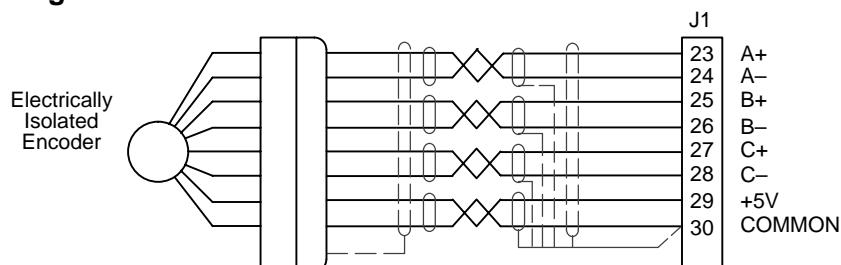 J1
Electrically
Isolated
Encoder
23 A+
24 A–
25 B+
26 B–
27 C+
28 C–
29 +5V
30 COMMON